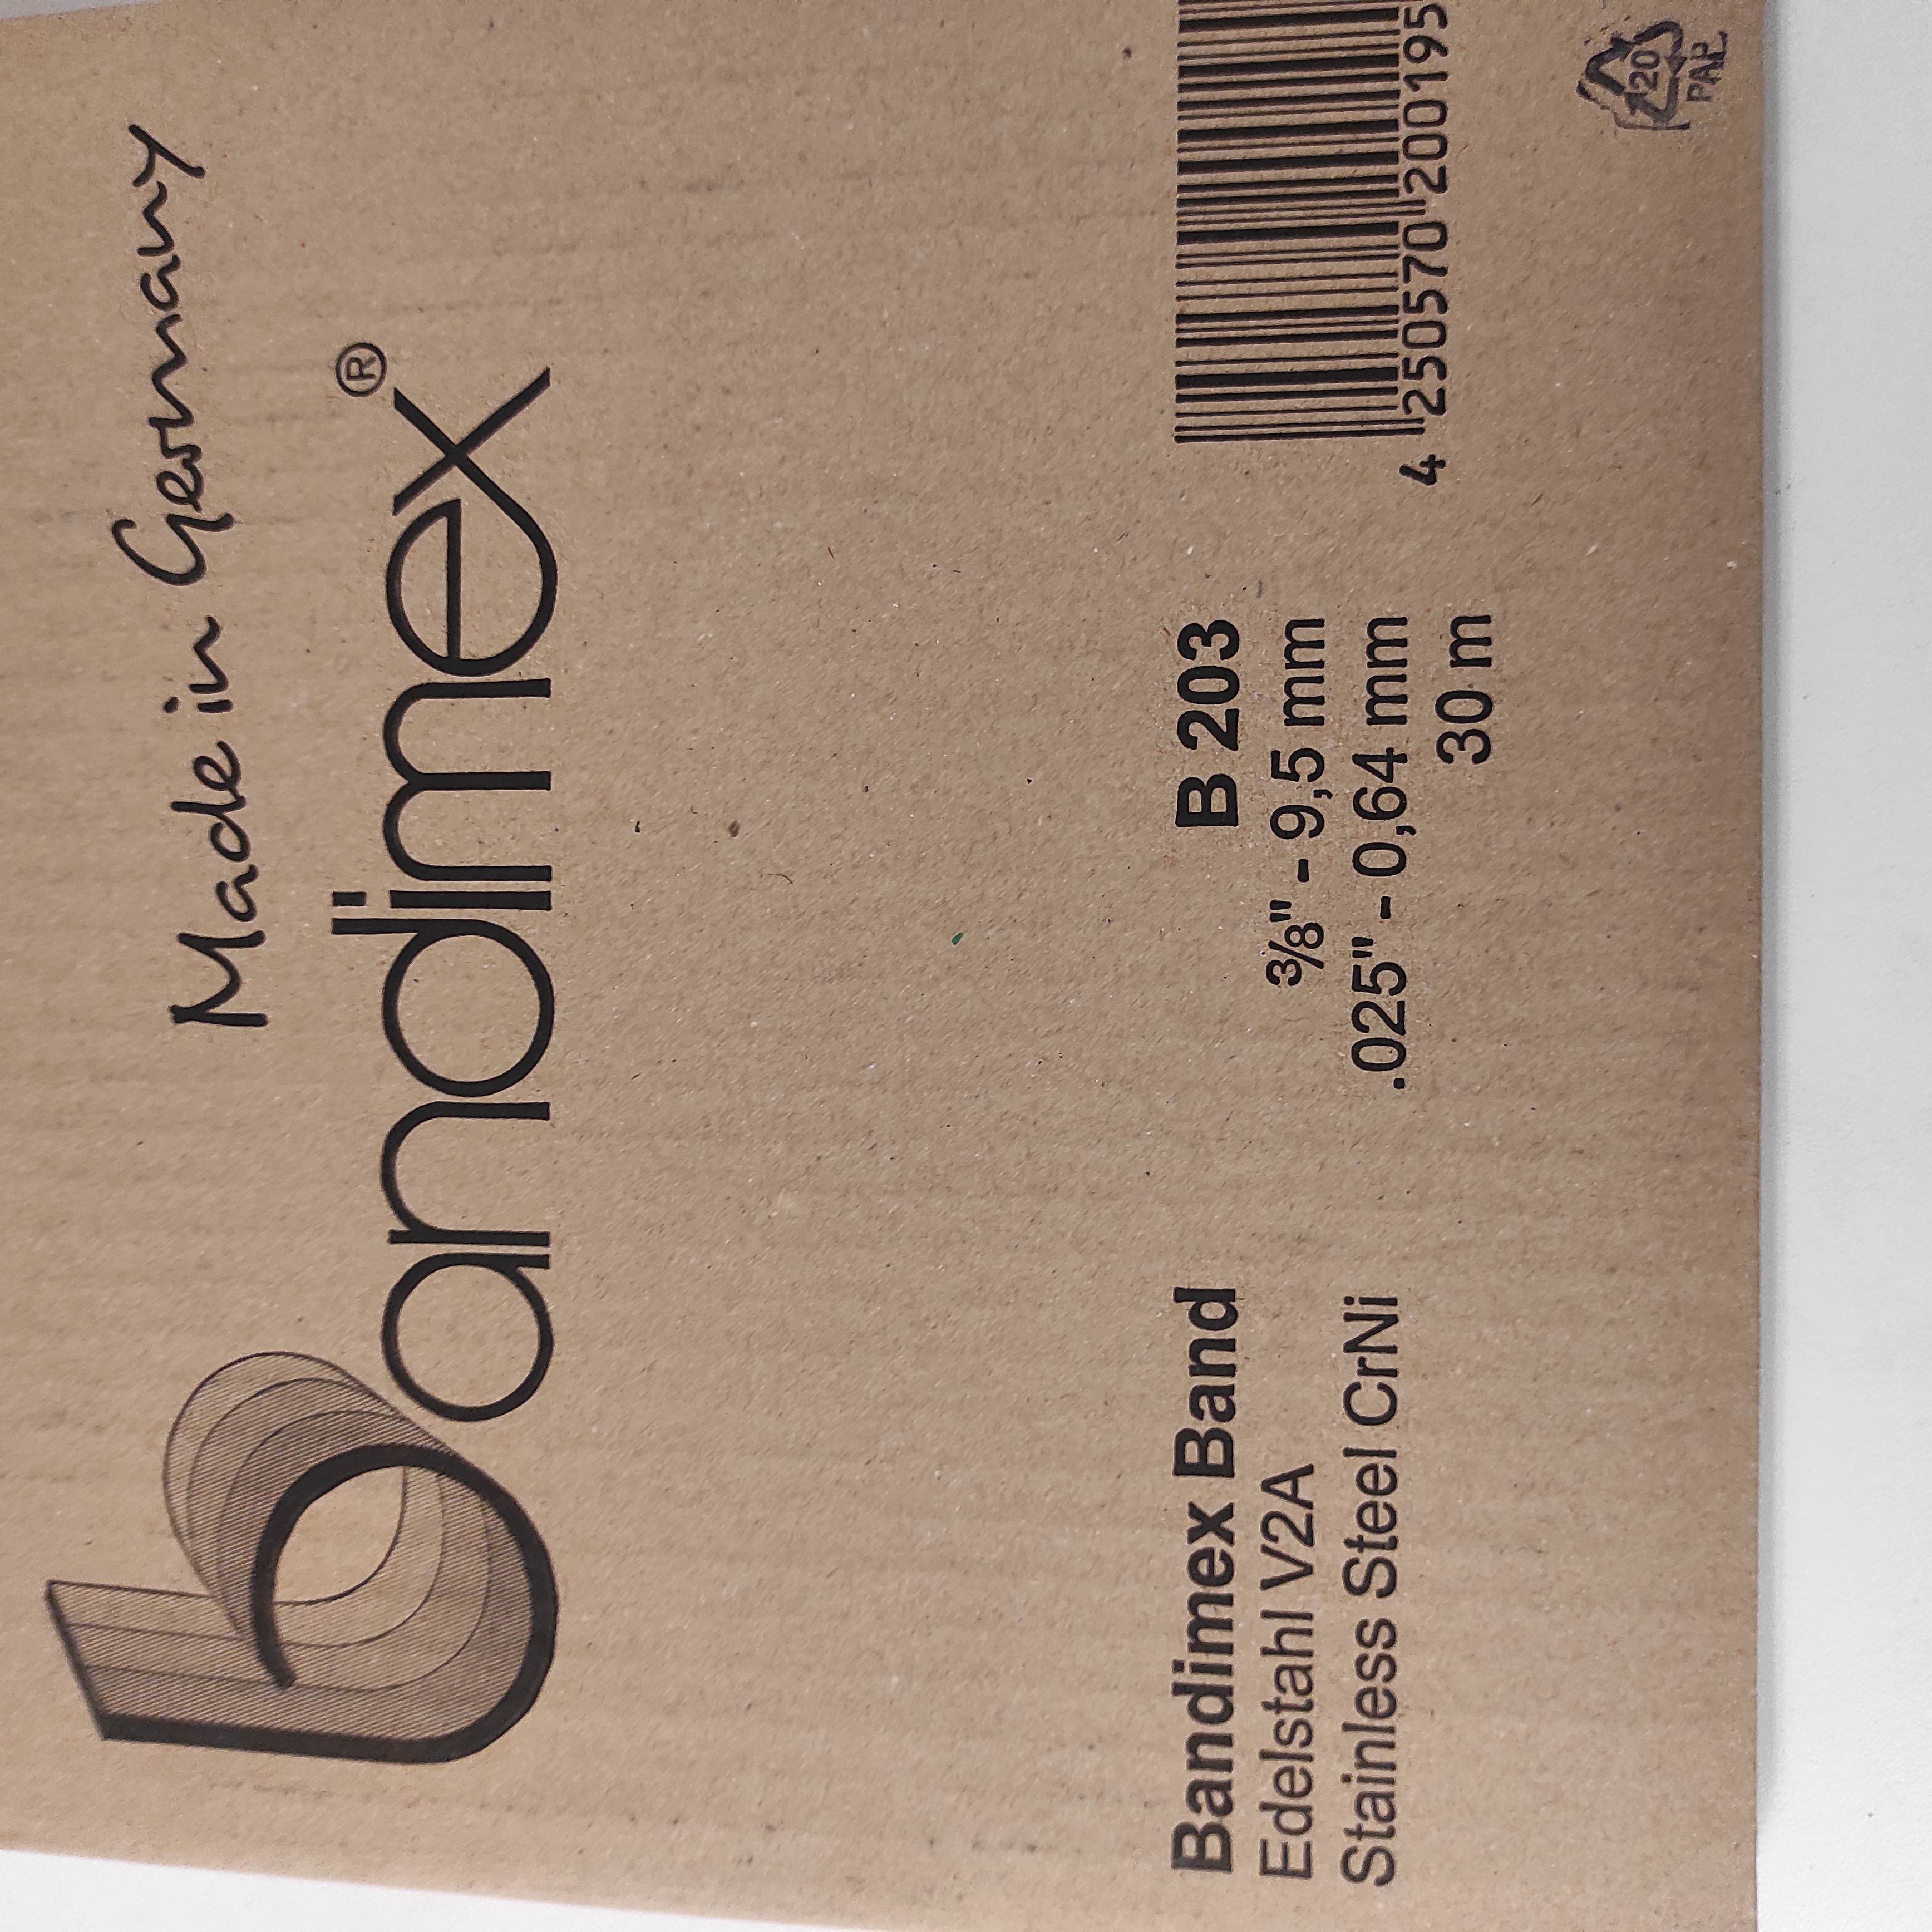 Made in Germany
bandimex®
Bandimex Band
Edelstahl V2A
Stainless Steel CrNi
B 203
3/8" - 9,5 mm
.025" - 0,64 mm
30 m
4 250570 200195
20
PAP